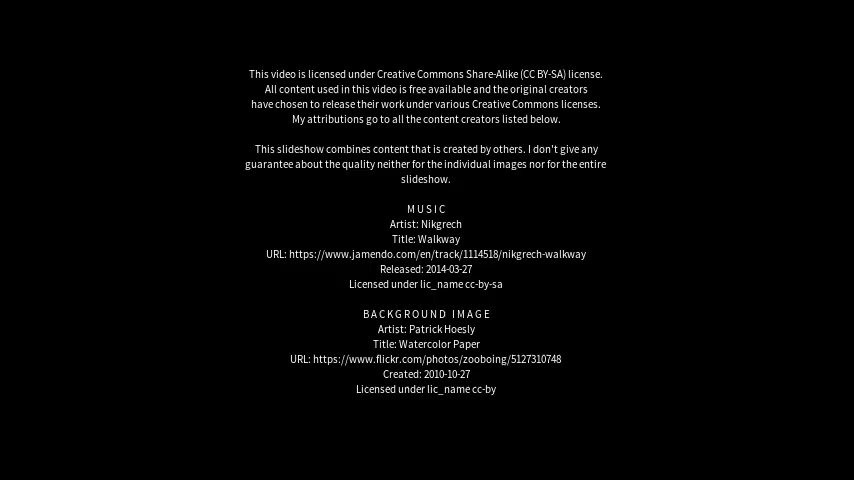 This video is licensed under Creative Commons Share-Alike (CC BY-SA) license.
All content used in this video is free available and the original creators
have chosen to release their work under various Creative Commons licenses.
My attributions go to all the content creators listed below.
This slideshow combines content that is created by others. I don't give any
guarantee about the quality neither for the individual images nor for the entire
slideshow.
M U S I C
Artist: Nikgrech
Title: Walkway
URL: https://www.jamendo.com/en/track/1114518/nikgrech-walkway
Released: 2014-03-27
Licensed under lic_name cc-by-sa
B A C K G R O U N D   I M A G E
Artist: Patrick Hoesly
Title: Watercolor Paper
URL: https://www.flickr.com/photos/zooboing/5127310748
Created: 2010-10-27
Licensed under lic_name cc-by